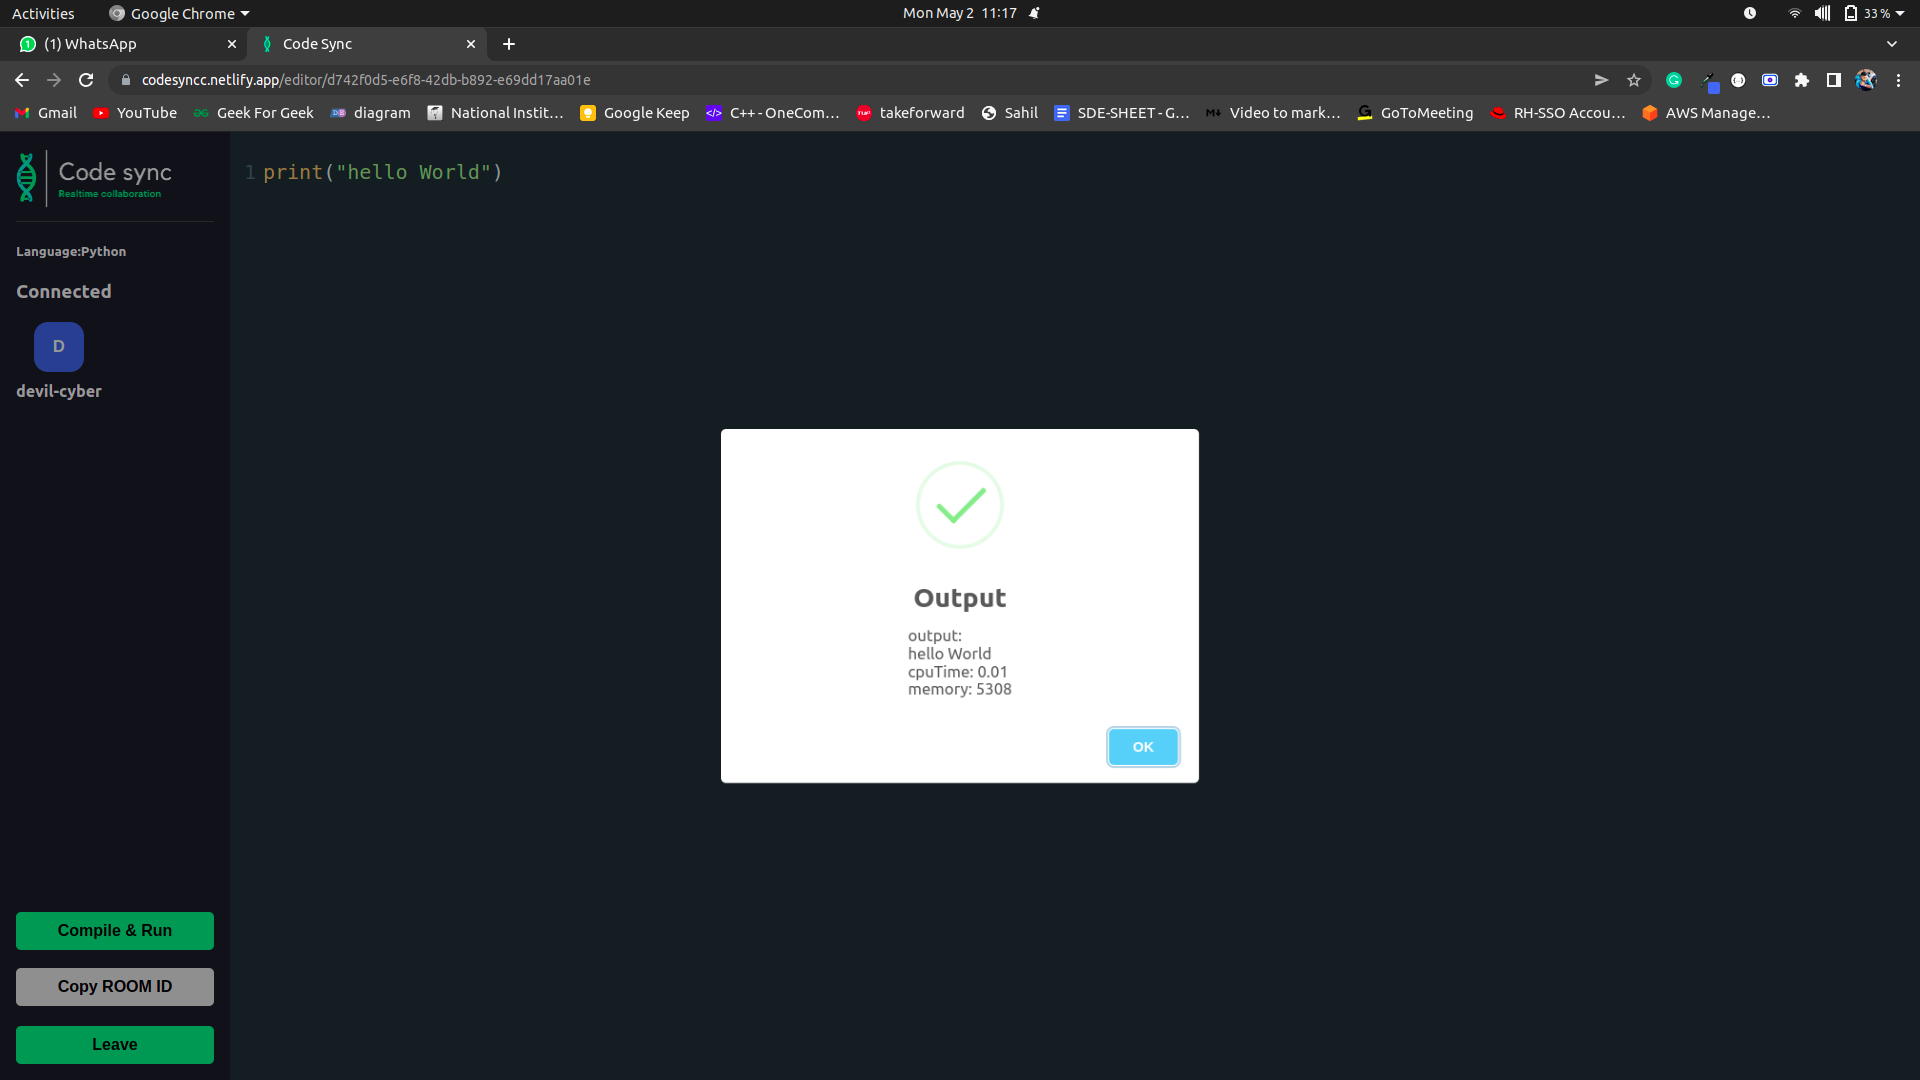 Activities
Google Chrome
Mon May 2 11:17
33 %
(1) WhatsApp
Code Sync
codesyncc.netlify.app/editor/d742f0d5-e6f8-42db-b892-e69dd17aa01e
Gmail
YouTube
Geek For Geek
diagram
National Instit...
Google Keep
C++ - OneCom...
takeforward
Sahil
SDE-SHEET - G...
Video to mark...
GoToMeeting
RH-SSO Accou...
AWS Manage...
Code sync
Realtime collaboration
Language:Python
Connected
D
devil-cyber
1 print("hello World")
Output
output:
hello World
cpuTime: 0.01
memory: 5308
OK
Compile & Run
Copy ROOM ID
Leave